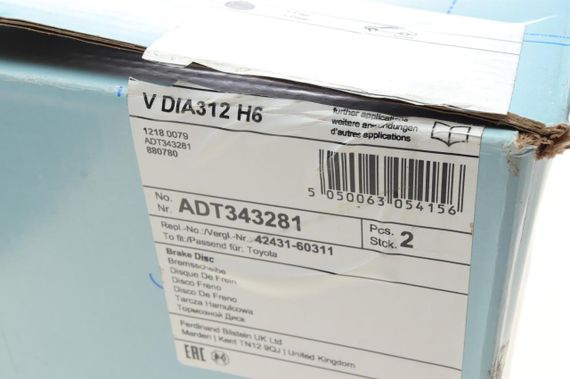 V DIA312 H6
1218 0079
ADT343281
880780
further applications
weitere anwendungen
d'autres applications
5 050063 054156
No.
Nr. ADT343281
Pcs.
Stck. 2
Repl.-No./Vergl.-Nr.: 42431-60311
To fit:/Passend für: Toyota
Brake Disc
Bremsscheibe
Disque De Frein
Disco Freno
Disco De Freno
Tarcza Hamulcowa
Тормозной Диск
Ferdinand Bilstein UK Ltd
Marden | Kent TN12 9QJ | United Kingdom
EAC